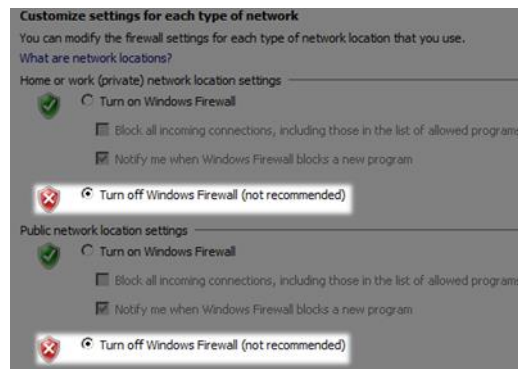 Customize settings for each type of network
You can modify the firewall settings for each type of network location that you use.
What are network locations?
Home or work (private) network location settings
Turn on Windows Firewall
Block all incoming connections, including those in the list of allowed programs
Notify me when Windows Firewall blocks a new program
Turn off Windows Firewall (not recommended)
Public network location settings
Turn on Windows Firewall
Block all incoming connections, including those in the list of allowed programs
Notify me when Windows Firewall blocks a new program
Turn off Windows Firewall (not recommended)